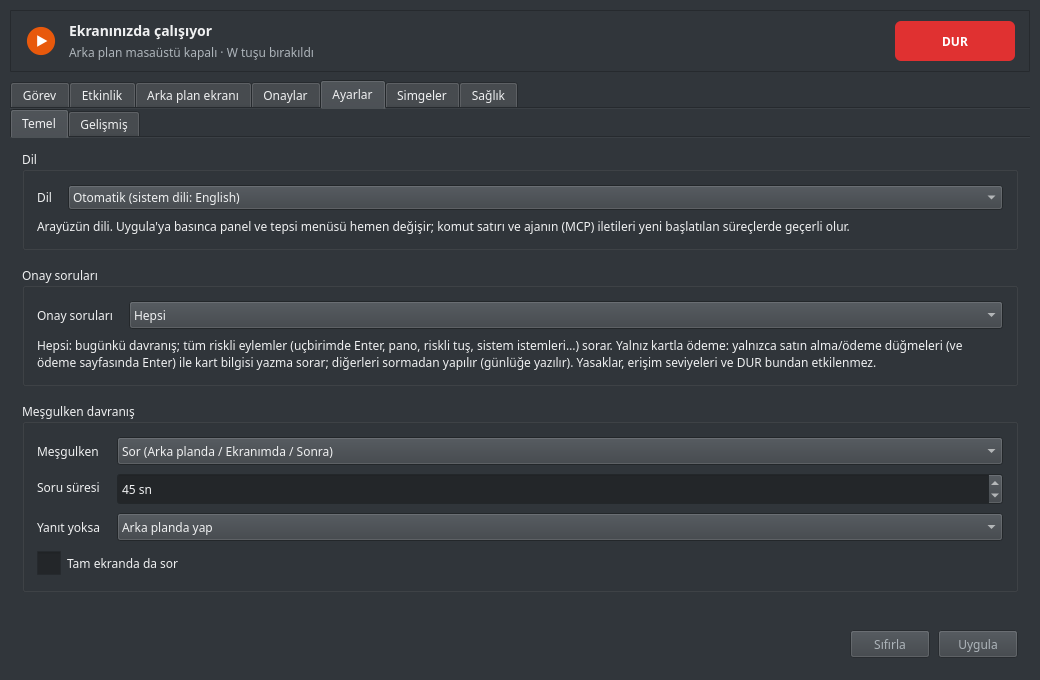 Ekranınızda çalışıyor
Arka plan masaüstü kapalı · W tuşu bırakıldı
DUR
Görev
Etkinlik
Arka plan ekranı
Onaylar
Ayarlar
Simgeler
Sağlık
Temel
Gelişmiş
Dil
Dil
Otomatik (sistem dili: English)
Arayüzün dili. Uygula'ya basınca panel ve tepsi menüsü hemen değişir; komut satırı ve ajanın (MCP) iletileri yeni başlatılan süreçlerde geçerli olur.
Onay soruları
Onay soruları
Hepsi
Hepsi: bugünkü davranış; tüm riskli eylemler (uçbirimde Enter, pano, riskli tuş, sistem istemleri…) sorar. Yalnız kartla ödeme: yalnızca satın alma/ödeme düğmeleri (ve
ödeme sayfasında Enter) ile kart bilgisi yazma sorar; diğerleri sormadan yapılır (günlüğe yazılır). Yasaklar, erişim seviyeleri ve DUR bundan etkilenmez.
Meşgulken davranış
Meşgulken
Sor (Arka planda / Ekranımda / Sonra)
Soru süresi
45 sn
Yanıt yoksa
Arka planda yap
Tam ekranda da sor
Sıfırla
Uygula